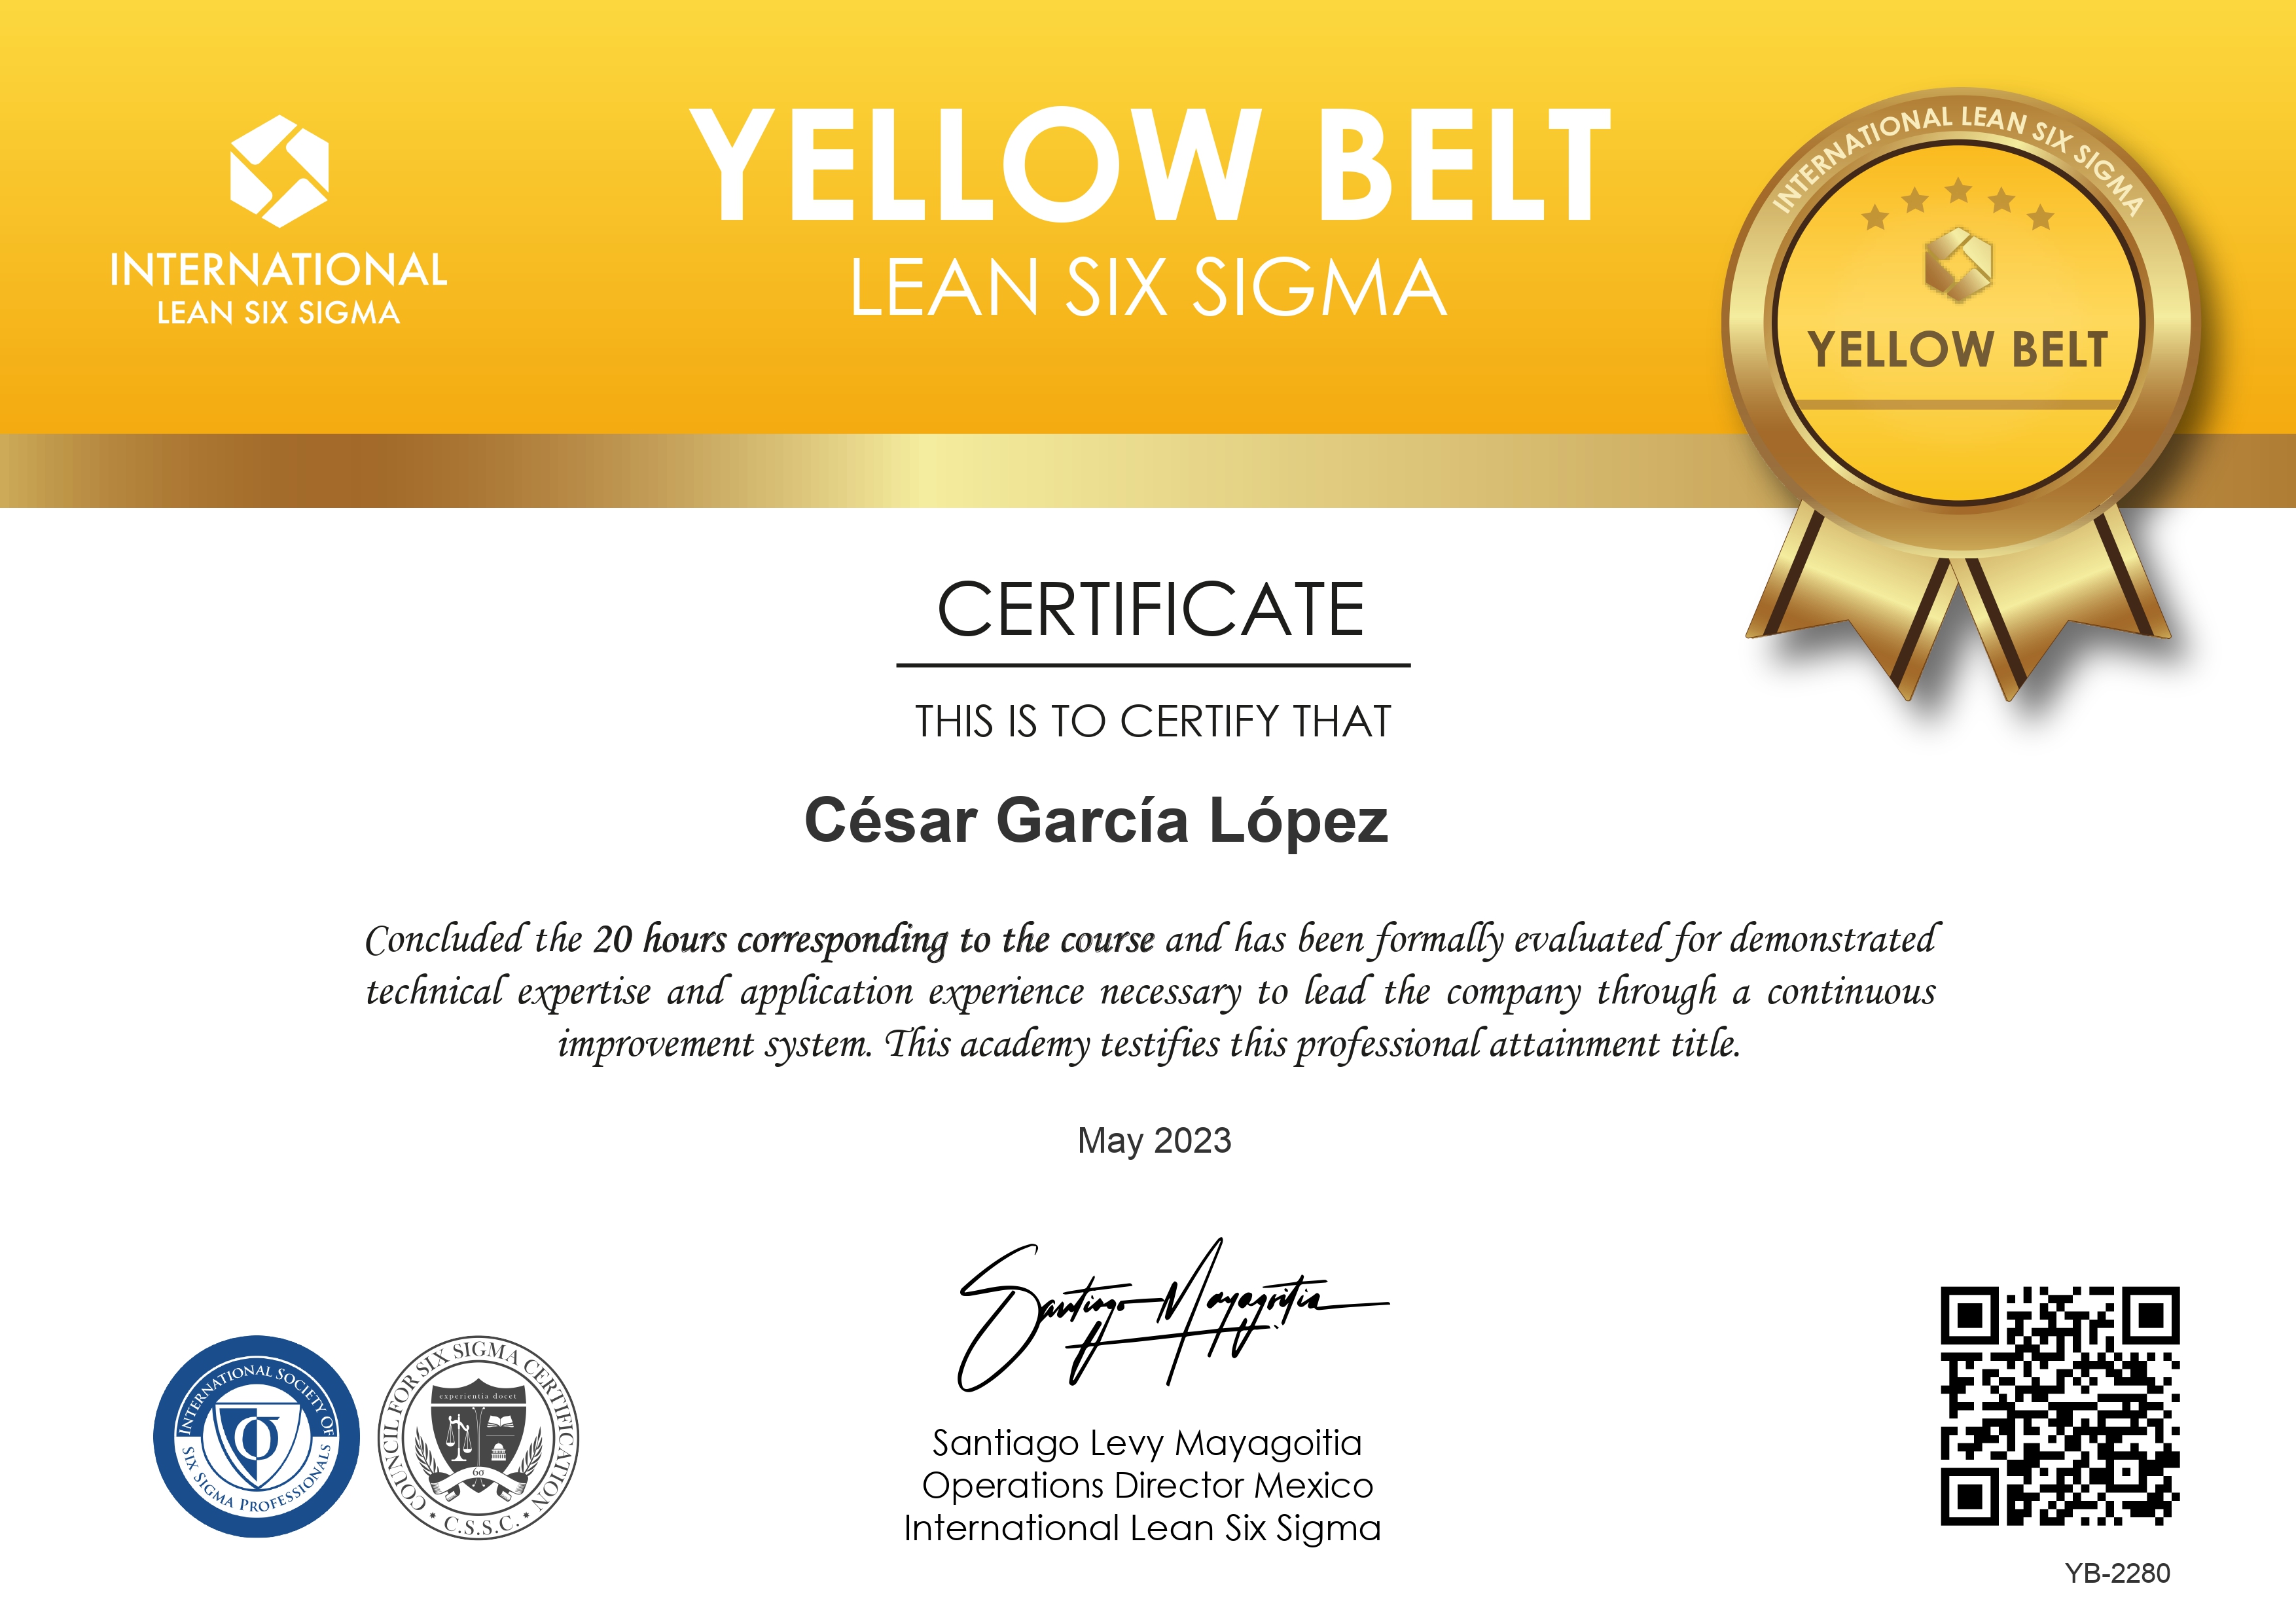 YELLOW BELT
LEAN SIX SIGMA
INTERNATIONAL
LEAN SIX SIGMA
INTERNATIONAL LEAN SIX SIGMA
YELLOW BELT
CERTIFICATE
THIS IS TO CERTIFY THAT
César García López
Concluded the 20 hours corresponding to the course and has been formally evaluated for demonstrated
technical expertise and application experience necessary to lead the company through a continuous
improvement system. This academy testifies this professional attainment title.
May 2023
Santiago Mayagoitia
Santiago Levy Mayagoitia
Operations Director Mexico
International Lean Six Sigma
INTERNATIONAL SOCIETY OF
SIX SIGMA PROFESSIONALS
σ
COUNCIL FOR SIX SIGMA CERTIFICATION
experientia docet
6σ
* C.S.S.C. *
YB-2280